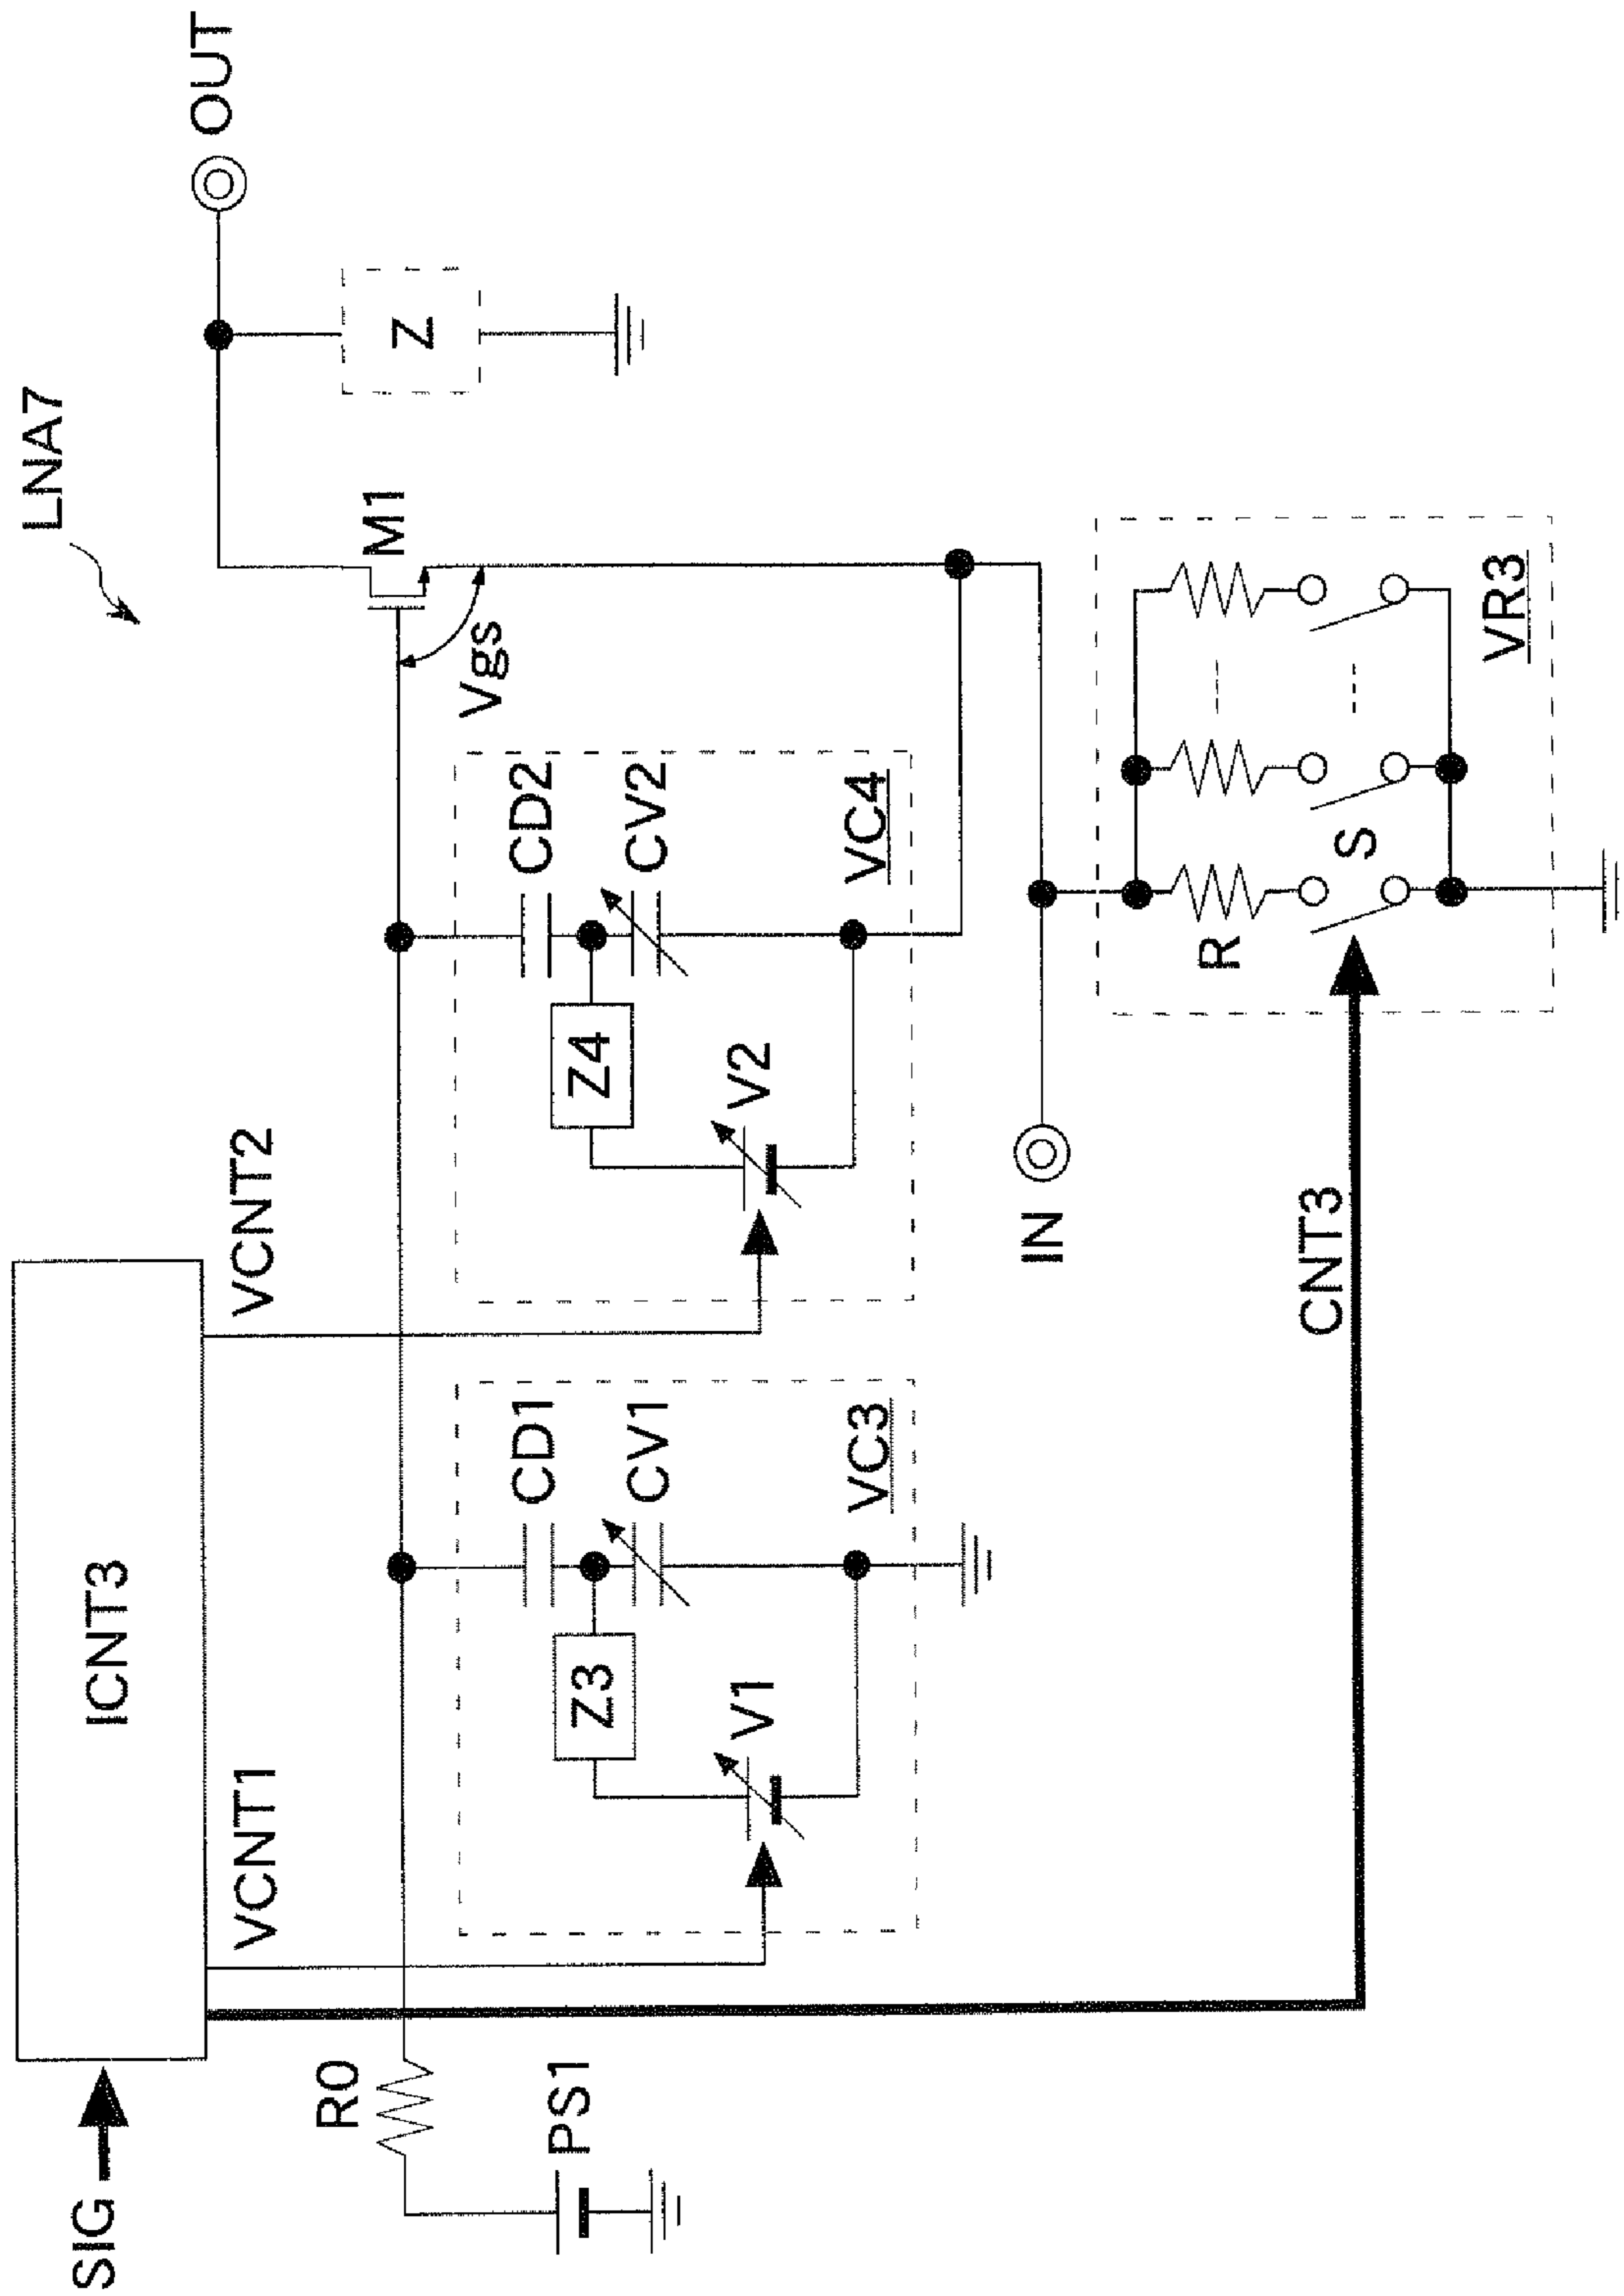 LNA7
SIG
ICNT3
VCNT1
VCNT2
OUT
R0
M1
Z
Vgs
PS1
CD1
CV1
Z3
V1
VC3
CD2
CV2
Z4
V2
VC4
IN
CNT3
R
S
VR3